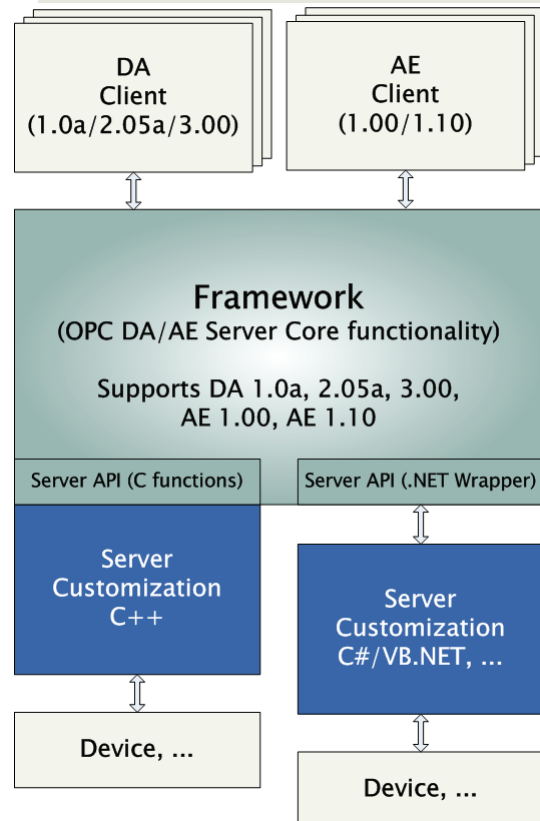 DA
Client
(1.0a/2.05a/3.00)
AE
Client
(1.00/1.10)
Framework
(OPC DA/AE Server Core functionality)
Supports DA 1.0a, 2.05a, 3.00,
AE 1.00, AE 1.10
Server API (C functions)
Server API (.NET Wrapper)
Server
Customization
C++
Server
Customization
C#/VB.NET, ...
Device, ...
Device, ...